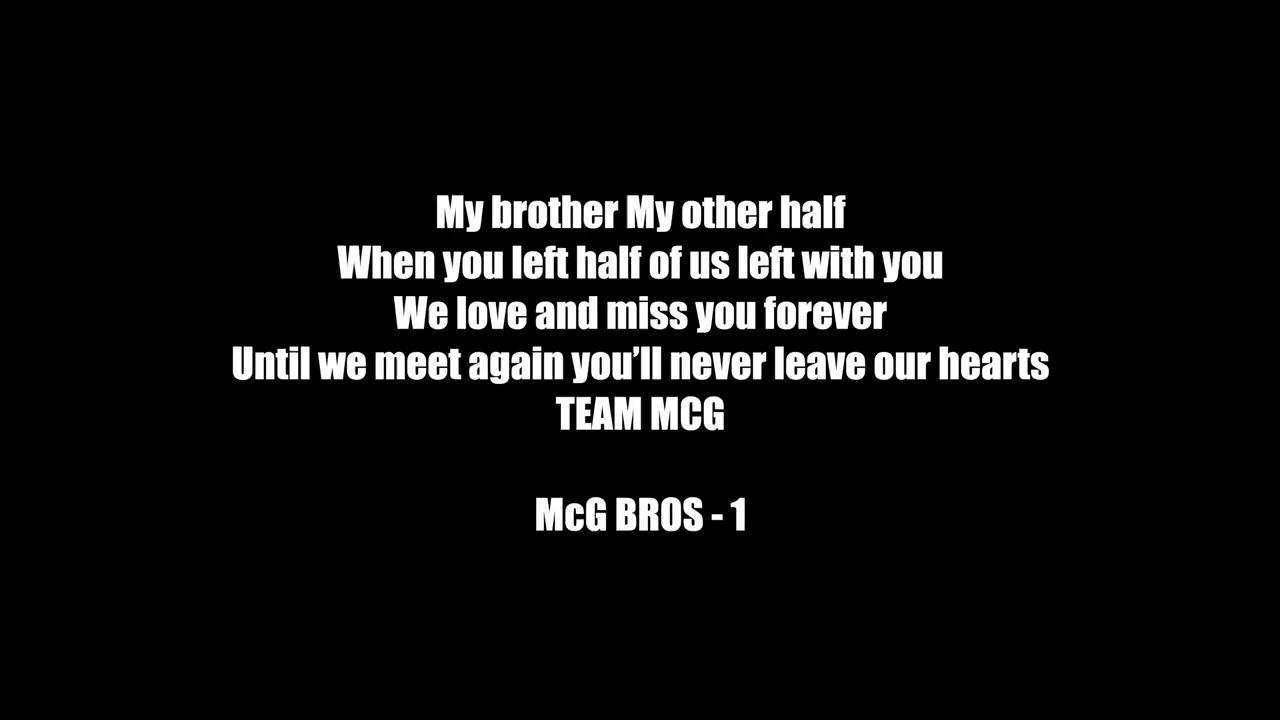 My brother My other half
When you left half of us left with you
We love and miss you forever
Until we meet again you’ll never leave our hearts
TEAM MCG
McG BROS - 1